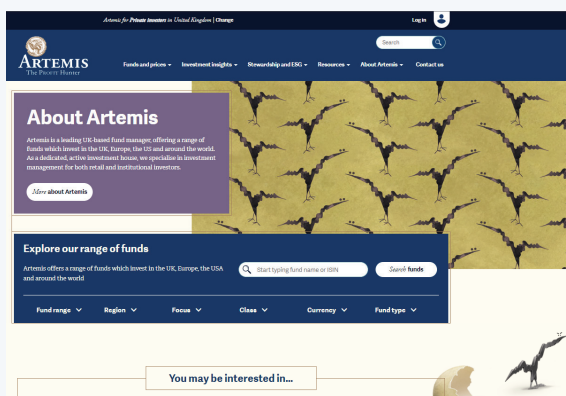 Artemis for Private investors in United Kingdom | Change
Log in
Search
ARTEMIS
The PROFIT Hunter
Funds and prices
Investment insights
Stewardship and ESG
Resources
About Artemis
Contact us
About Artemis
Artemis is a leading UK-based fund manager, offering a range of
funds which invest in the UK, Europe, the US and around the world.
As a dedicated, active investment house, we specialise in investment
management for both retail and institutional investors.
More about Artemis
Explore our range of funds
Artemis offers a range of funds which invest in the UK, Europe, the USA
and around the world
Start typing fund name or ISIN
Search funds
Fund range
Region
Focus
Class
Currency
Fund type
You may be interested in...